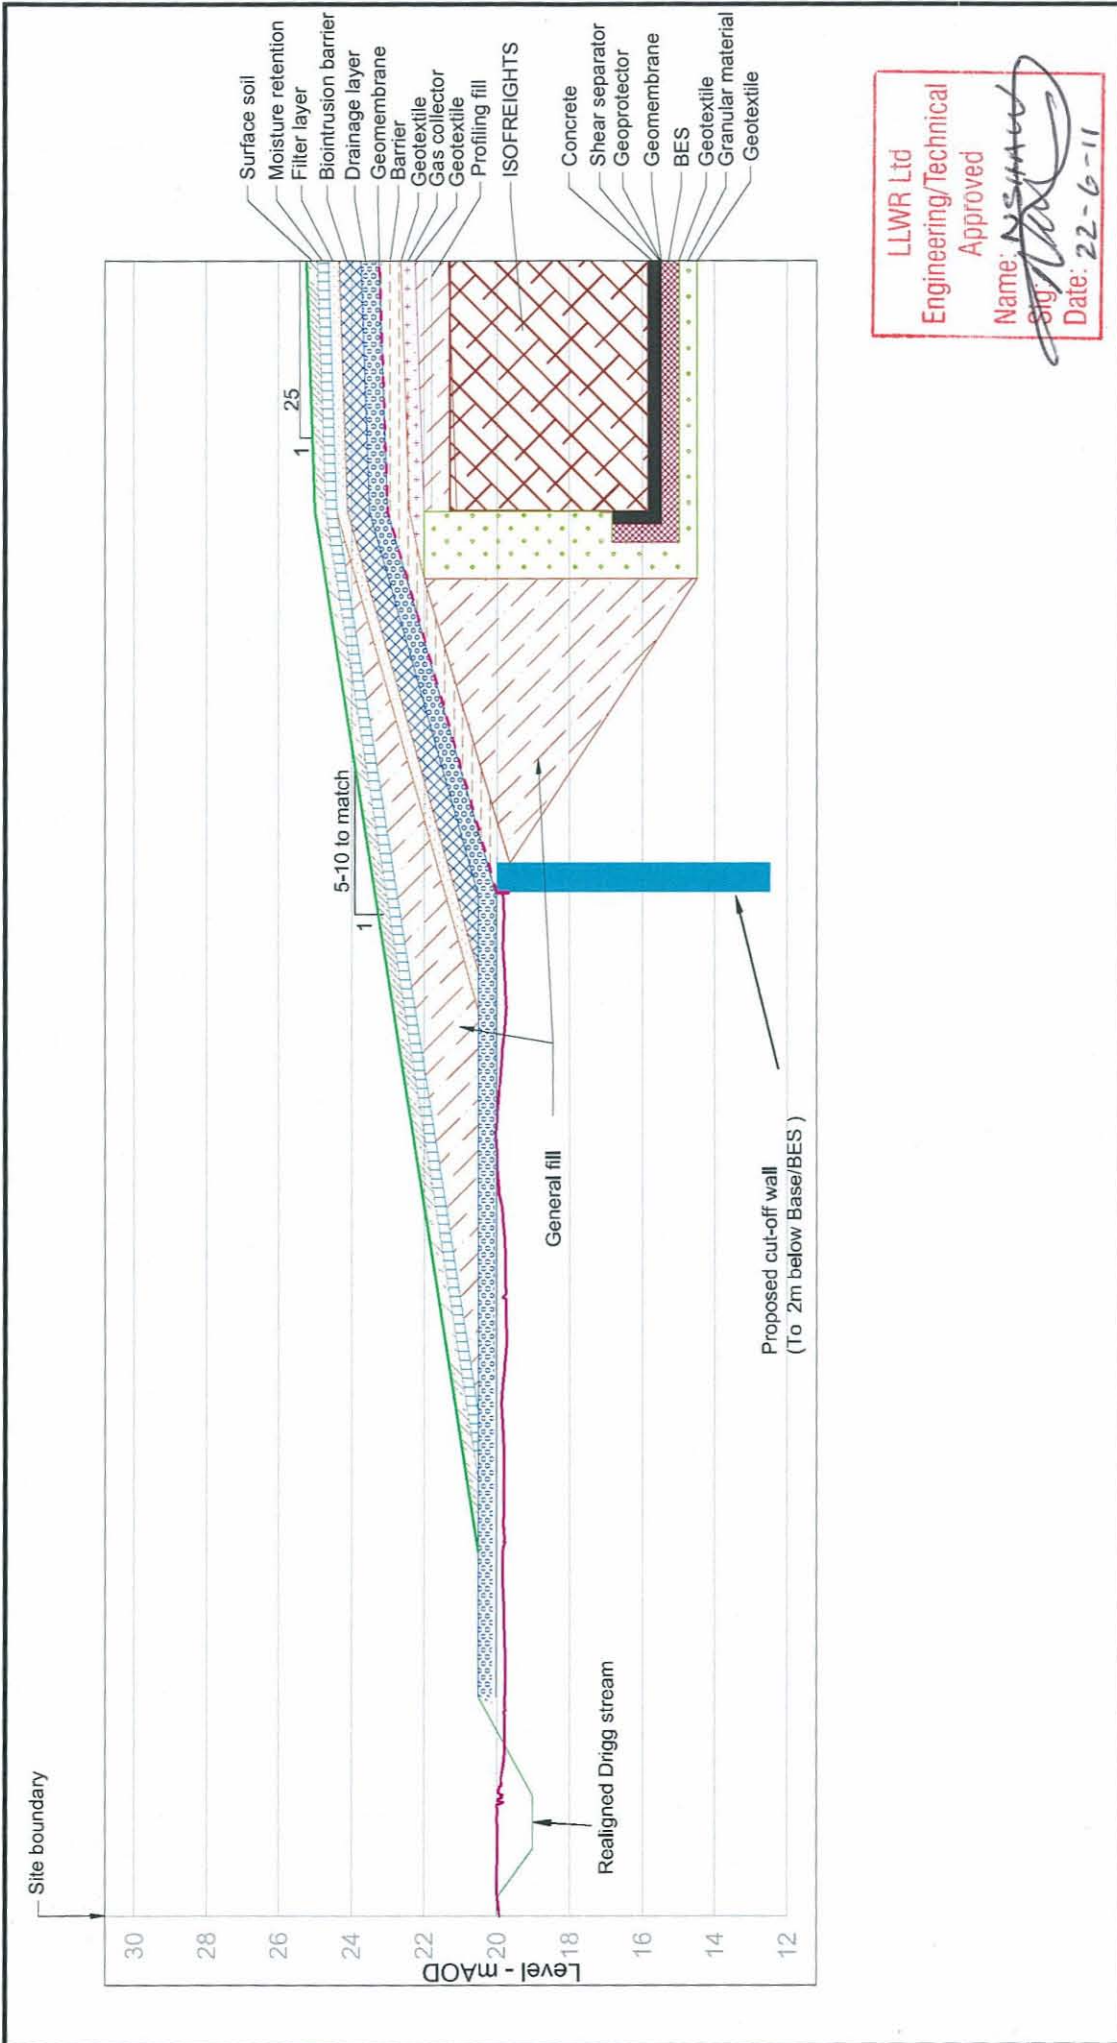 Site boundary
Surface soil
Moisture retention
Filter layer
Biointrusion barrier
Drainage layer
Geomembrane
Barrier
Geotextile
Gas collector
Geotextile
Profiling fill
ISOFREIGHTS
Concrete
Shear separator
Geoprotector
Geomembrane
BES
Geotextile
Granular material
Geotextile
1
25
5-10 to match
1
General fill
Proposed cut-off wall
(To 2m below Base/BES )
Realigned Drigg stream
Level - mAOD
30
28
26
24
22
20
18
16
14
12
LLWR Ltd
Engineering/Technical
Approved
Name: N SHAW
Sig:
Date: 22-6-11